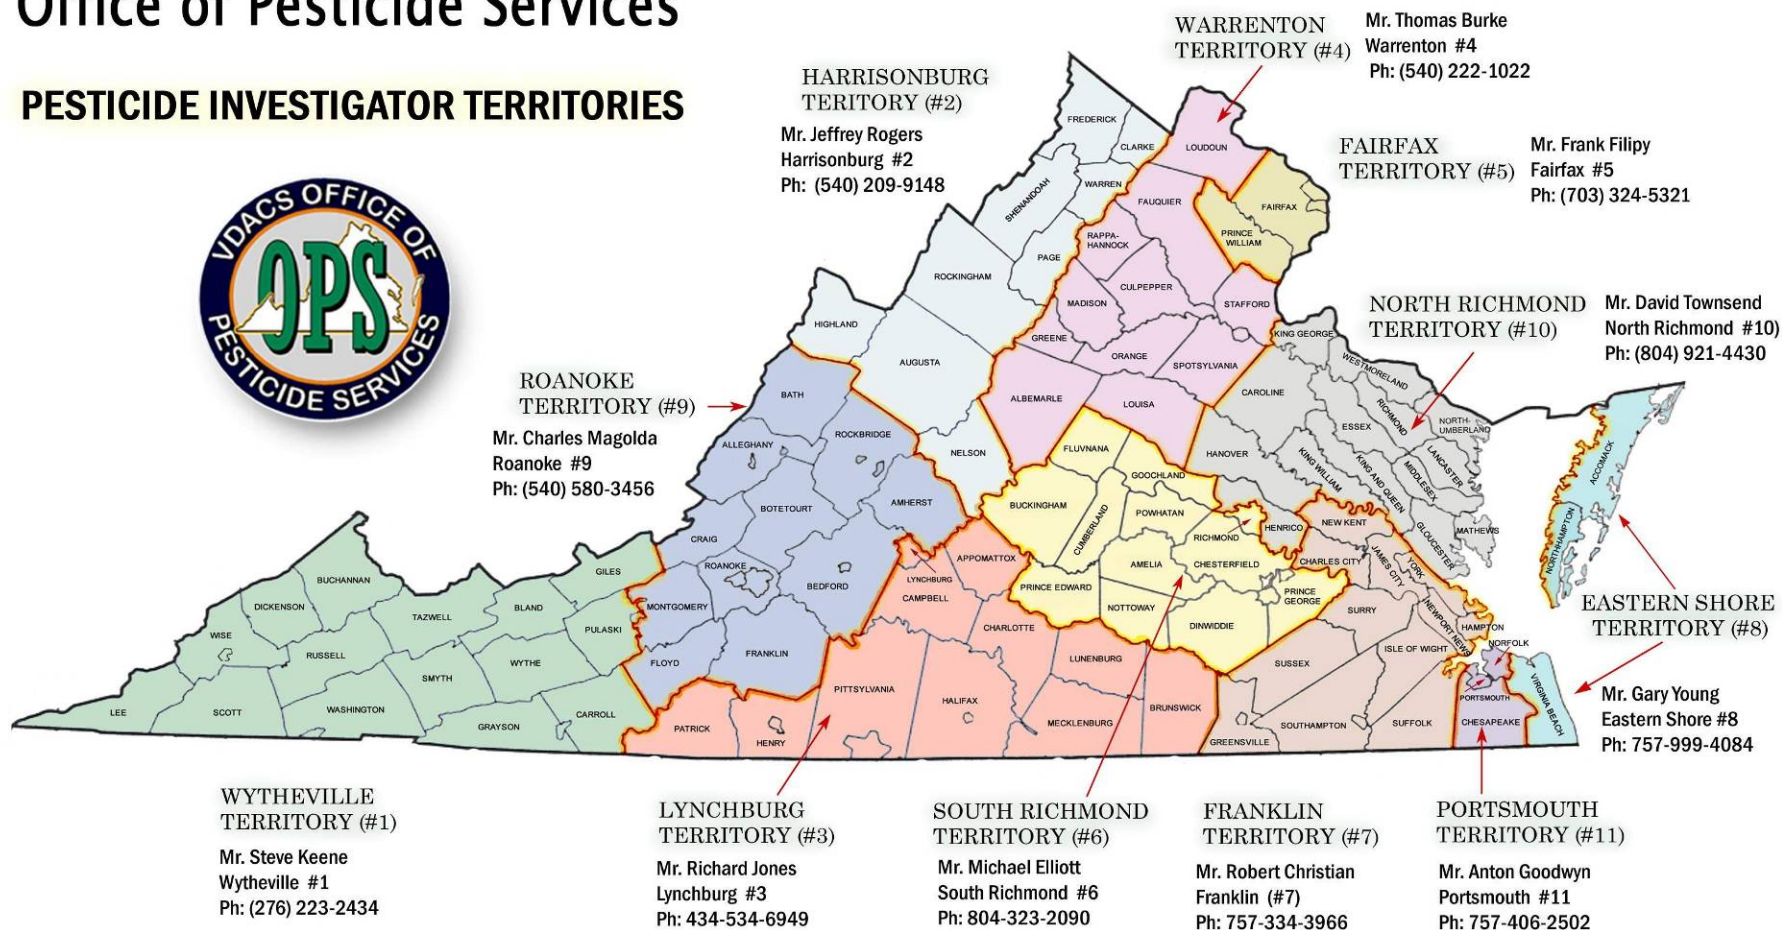 Office of Pesticide Services
PESTICIDE INVESTIGATOR TERRITORIES
VDACS OFFICE OF
OPS
PESTICIDE SERVICES
WARRENTON
TERRITORY (#4)
Mr. Thomas Burke
Warrenton #4
Ph: (540) 222-1022
HARRISONBURG
TERITORY (#2)
Mr. Jeffrey Rogers
Harrisonburg #2
Ph: (540) 209-9148
FAIRFAX
TERRITORY (#5)
Mr. Frank Filipy
Fairfax #5
Ph: (703) 324-5321
NORTH RICHMOND
TERRITORY (#10)
Mr. David Townsend
North Richmond #10)
Ph: (804) 921-4430
ROANOKE
TERRITORY (#9)
Mr. Charles Magolda
Roanoke #9
Ph: (540) 580-3456
EASTERN SHORE
TERRITORY (#8)
Mr. Gary Young
Eastern Shore #8
Ph: 757-999-4084
WYTHEVILLE
TERRITORY (#1)
Mr. Steve Keene
Wytheville #1
Ph: (276) 223-2434
LYNCHBURG
TERRITORY (#3)
Mr. Richard Jones
Lynchburg #3
Ph: 434-534-6949
SOUTH RICHMOND
TERRITORY (#6)
Mr. Michael Elliott
South Richmond #6
Ph: 804-323-2090
FRANKLIN
TERRITORY (#7)
Mr. Robert Christian
Franklin (#7)
Ph: 757-334-3966
PORTSMOUTH
TERRITORY (#11)
Mr. Anton Goodwyn
Portsmouth #11
Ph: 757-406-2502
FREDERICK
CLARKE
LOUDOUN
SHENANDOAH
WARREN
FAUQUIER
FAIRFAX
PRINCE
WILLIAM
RAPPA-
HANNOCK
PAGE
ROCKINGHAM
CULPEPPER
MADISON
STAFFORD
HIGHLAND
GREENE
KING GEORGE
ORANGE
AUGUSTA
SPOTSYLVANIA
WESTMORELAND
BATH
ALBEMARLE
LOUISA
CAROLINE
RICHMOND
ESSEX
NORTH-
UMBERLAND
ALLEGHANY
ROCKBRIDGE
NELSON
FLUVNANA
HANOVER
GOOCHLAND
KING WILLIAM
KING AND QUEEN
MIDDLESEX
LANCASTER
ACCOMACK
NORTHHAMPTON
AMHERST
BUCKINGHAM
BOTETOURT
CUMBERLAND
POWHATAN
HENRICO
NEW KENT
GLOUCESTER
MATHEWS
CRAIG
RICHMOND
ROANOKE
APPOMATTOX
AMELIA
CHESTERFIELD
CHARLES CITY
JAMES CITY
YORK
BUCHANNAN
GILES
LYNCHBURG
BEDFORD
CAMPBELL
PRINCE EDWARD
PRINCE
GEORGE
DICKENSON
TAZWELL
BLAND
MONTGOMERY
NOTTOWAY
DINWIDDIE
SURRY
NEWPORT NEWS
HAMPTON
WISE
PULASKI
CHARLOTTE
NORFOLK
RUSSELL
WYTHE
FLOYD
FRANKLIN
LUNENBURG
SUSSEX
ISLE OF WIGHT
SMYTH
PITTSYLVANIA
HALIFAX
PORTSMOUTH
VIRGINIA BEACH
LEE
SCOTT
WASHINGTON
GRAYSON
CARROLL
PATRICK
HENRY
MECKLENBURG
BRUNSWICK
GREENSVILLE
SOUTHAMPTON
SUFFOLK
CHESAPEAKE